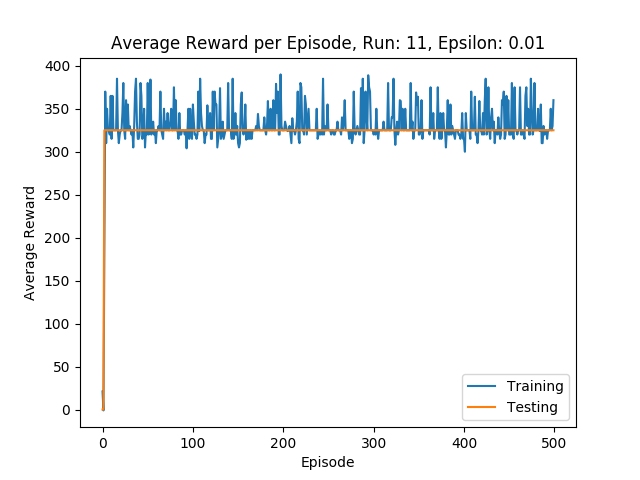 Average Reward per Episode, Run: 11, Epsilon: 0.01
400
350
300
250
200
150
100
50
0
Average Reward
0 100 200 300 400 500
Episode
Training
Testing